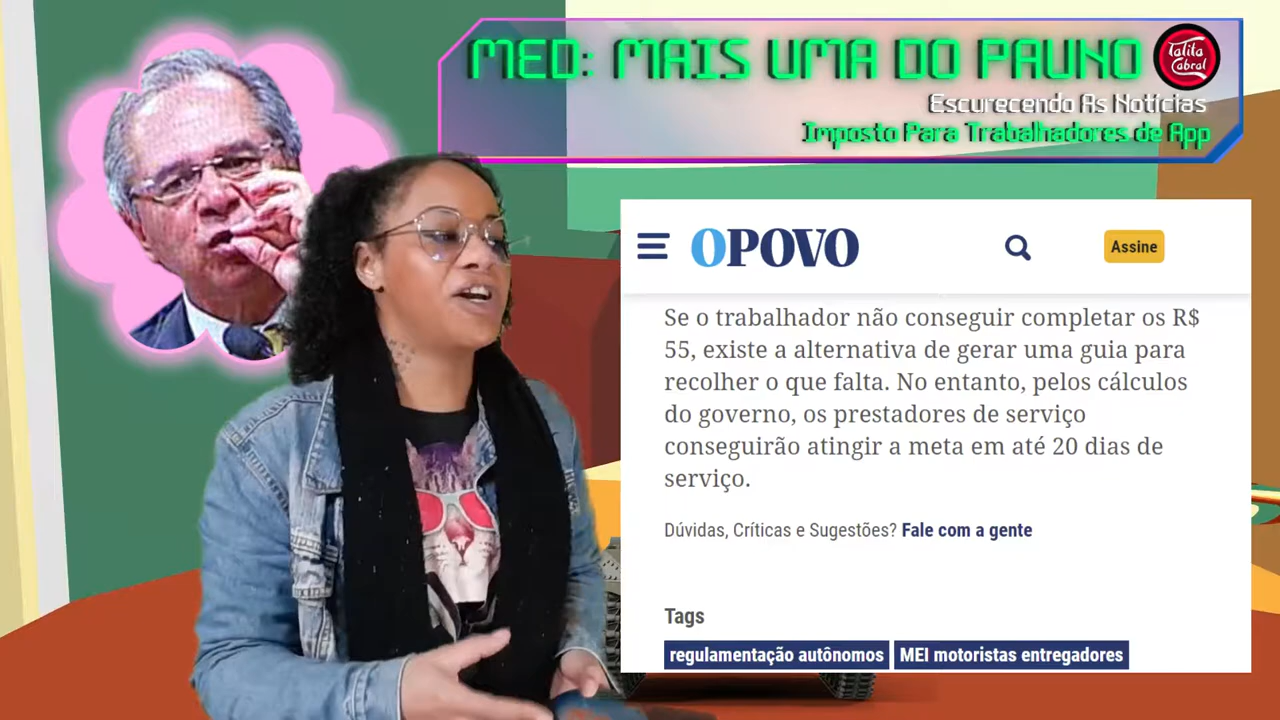 MED: MAIS UMA DO PAUNO
Talita
Cabral
Escurecendo As Notícias
Imposto Para Trabalhadores de App
OPOVO
Assine
Se o trabalhador não conseguir completar os R$
55, existe a alternativa de gerar uma guia para
recolher o que falta. No entanto, pelos cálculos
do governo, os prestadores de serviço
conseguirão atingir a meta em até 20 dias de
serviço.
Dúvidas, Críticas e Sugestões? Fale com a gente
Tags
regulamentação autônomos MEI motoristas entregadores